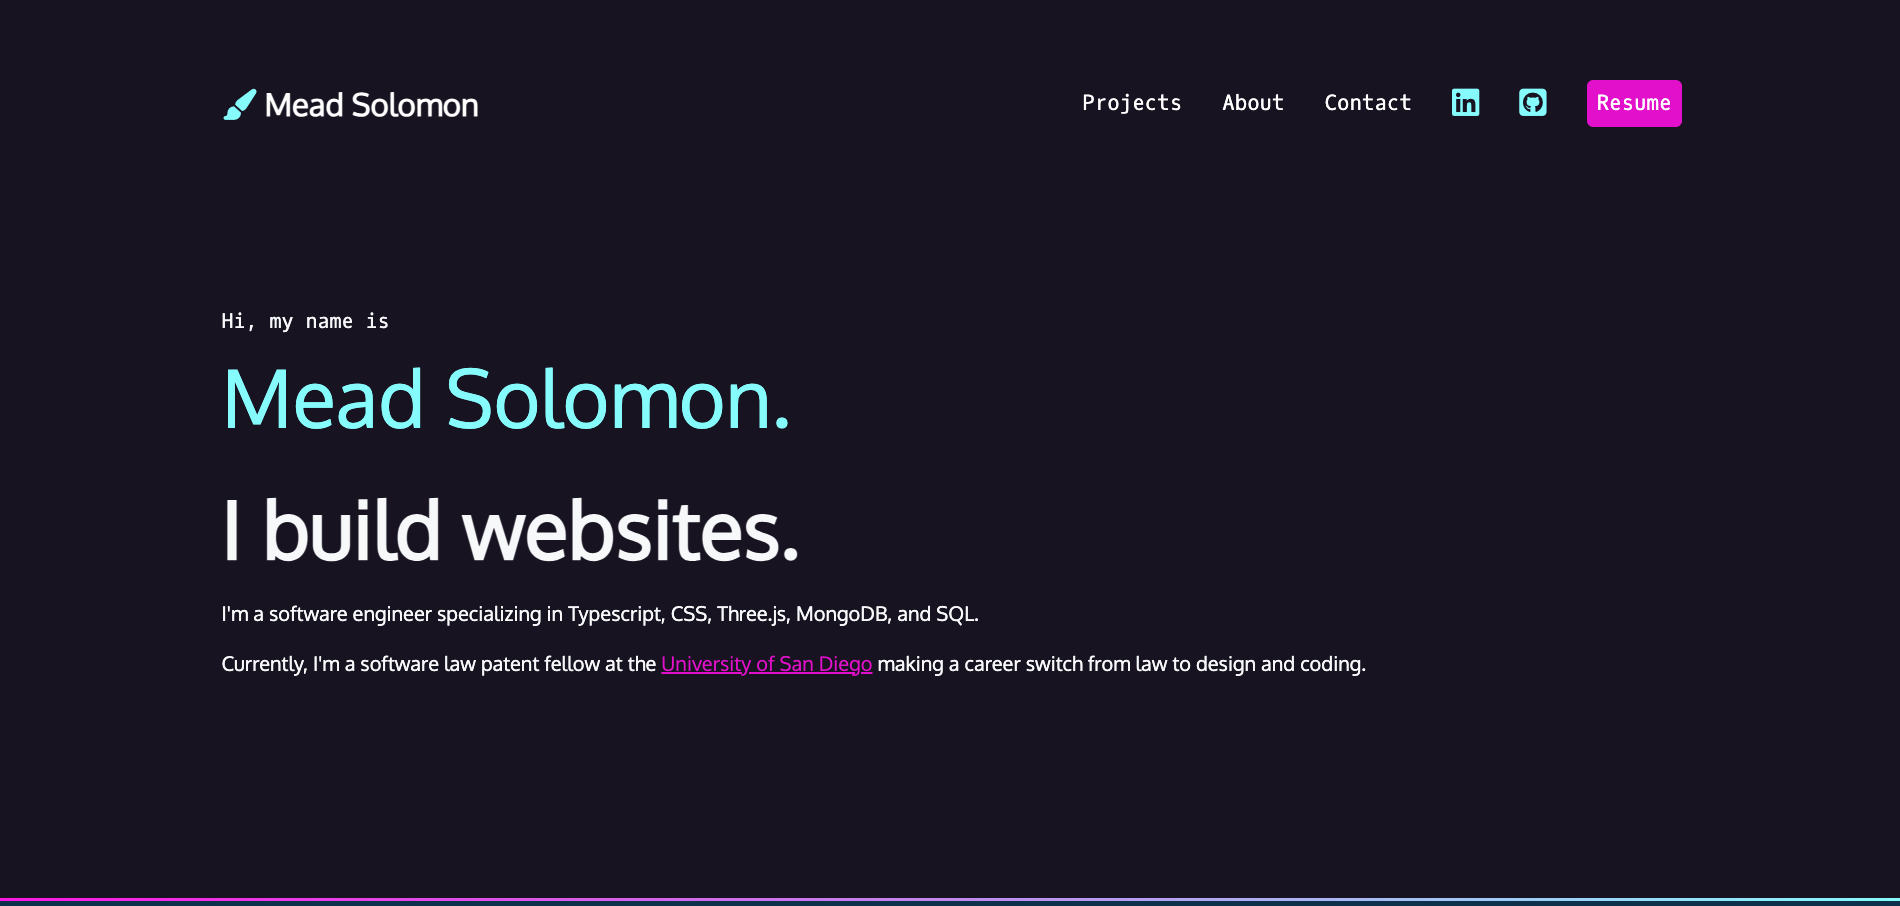 Mead Solomon
Projects
About
Contact
in
Resume
Hi, my name is
Mead Solomon.
I build websites.
I'm a software engineer specializing in Typescript, CSS, Three.js, MongoDB, and SQL.
Currently, I'm a software law patent fellow at the University of San Diego making a career switch from law to design and coding.